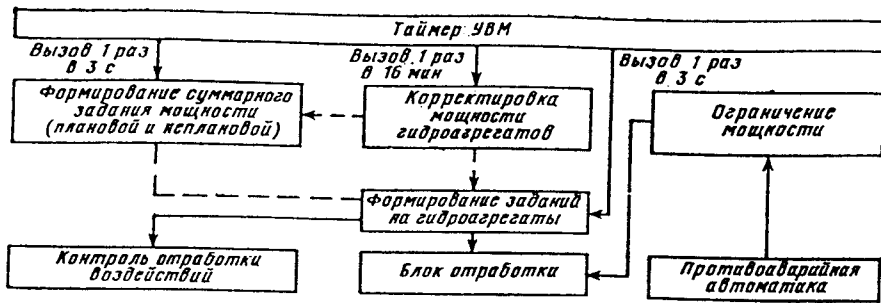 Таймер УВМ
Вызов 1 раз
в 3 с
Вызов 1 раз
в 16 мин
Вызов 1 раз
в 3 с
Формирование суммарного
задания мощности
(плановой и неплановой)
Корректировка
мощности
гидроагрегатов
Ограничение
мощности
Формирование заданий
на гидроагрегаты
Контроль отработки
воздействий
Блок отработка
Противоаварийная
автоматика